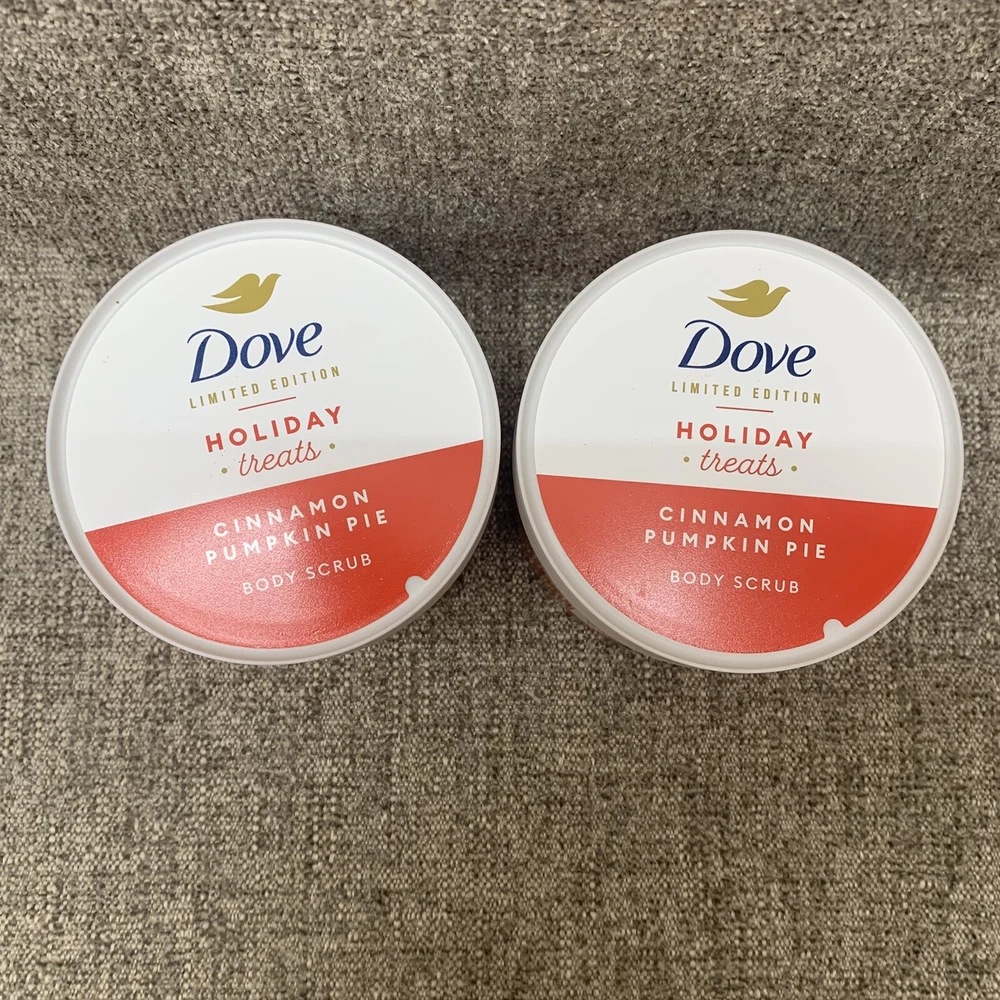 Dove
LIMITED EDITION
HOLIDAY
• treats •
CINNAMON
PUMPKIN PIE
BODY SCRUB
Dove
LIMITED EDITION
HOLIDAY
• treats •
CINNAMON
PUMPKIN PIE
BODY SCRUB